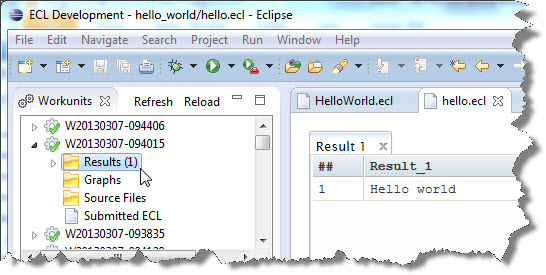 ECL Development - hello_world/hello.ecl - Eclipse
File Edit Navigate Search Project Run Window Help
Workunits Refresh Reload
W20130307-094406
W20130307-094015
Results (1)
Graphs
Source Files
Submitted ECL
W20130307-093835
HelloWorld.ecl hello.ecl
Result 1
## Result_1
1 Hello world